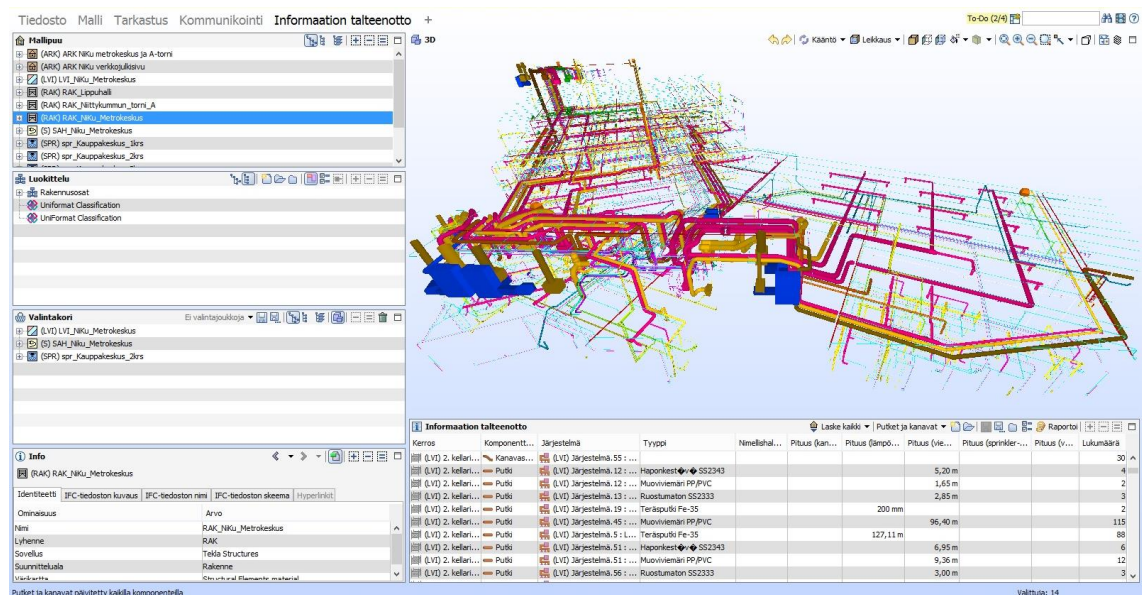 Tiedosto Malli Tarkastus Kommunikointi Informaation talteenotto +
To-Do (2/4)
Mallipuu
(ARK) ARK NiKu metrokeskus ja A-torni
(ARK) ARK NiKu verkkojulkisivu
(LVI) LVI_NiKu_Metrokeskus
(RAK) RAK_Lippuhalli
(RAK) RAK_Niittykummun_torni_A
(RAK) RAK_NiKu_Metrokeskus
(S) SAH_Niku_Metrokeskus
(SPR) spr_Kauppakeskus_1krs
(SPR) spr_Kauppakeskus_2krs
3D
Kääntö
Leikkaus
Luokittelu
Rakennusosat
Uniformat Classification
UniFormat Classification
Valintakori
Ei valintajoukkoja
(LVI) LVI_NiKu_Metrokeskus
(S) SAH_Niku_Metrokeskus
(SPR) spr_Kauppakeskus_2krs
Info
(RAK) RAK_NiKu_Metrokeskus
Identiteetti IFC-tiedoston kuvaus IFC-tiedoston nimi IFC-tiedoston skeema Hyperlinkit
Ominaisuus Arvo
Nimi RAK_NiKu_Metrokeskus
Lyhenne RAK
Sovellus Tekla Structures
Suunnitteluala Rakenne
Värikartta Structural Elements material
Informaation talteenotto Laske kaikki Putket ja kanavat Raportoi
Kerros Komponentt... Järjestelmä Tyyppi Nimellishal... Pituus (kan... Pituus (lämpö... Pituus (vie... Pituus (sprinkler-... Pituus (v... Lukumäärä
(LVI) 2. kellari... Kanavas... (LVI) Järjestelmä.55 : ... 30
(LVI) 2. kellari... Putki (LVI) Järjestelmä.12 : ... Haponkest�v� SS2343 5,20 m 4
(LVI) 2. kellari... Putki (LVI) Järjestelmä.12 : ... Muoviviemäri PP/PVC 1,65 m 2
(LVI) 2. kellari... Putki (LVI) Järjestelmä.13 : ... Ruostumaton SS2333 2,85 m 3
(LVI) 2. kellari... Putki (LVI) Järjestelmä.19 : ... Teräsputki Fe-35 200 mm 2
(LVI) 2. kellari... Putki (LVI) Järjestelmä.45 : ... Muoviviemäri PP/PVC 96,40 m 115
(LVI) 2. kellari... Putki (LVI) Järjestelmä.5 : L... Teräsputki Fe-35 127,11 m 88
(LVI) 2. kellari... Putki (LVI) Järjestelmä.51 : ... Haponkest�v� SS2343 6,95 m 6
(LVI) 2. kellari... Putki (LVI) Järjestelmä.51 : ... Muoviviemäri PP/PVC 9,36 m 12
(LVI) 2. kellari... Putki (LVI) Järjestelmä.56 : ... Ruostumaton SS2333 3,00 m 3
Putket ja kanavat päivitetty kaikilla komponenteilla
Valittuja: 14